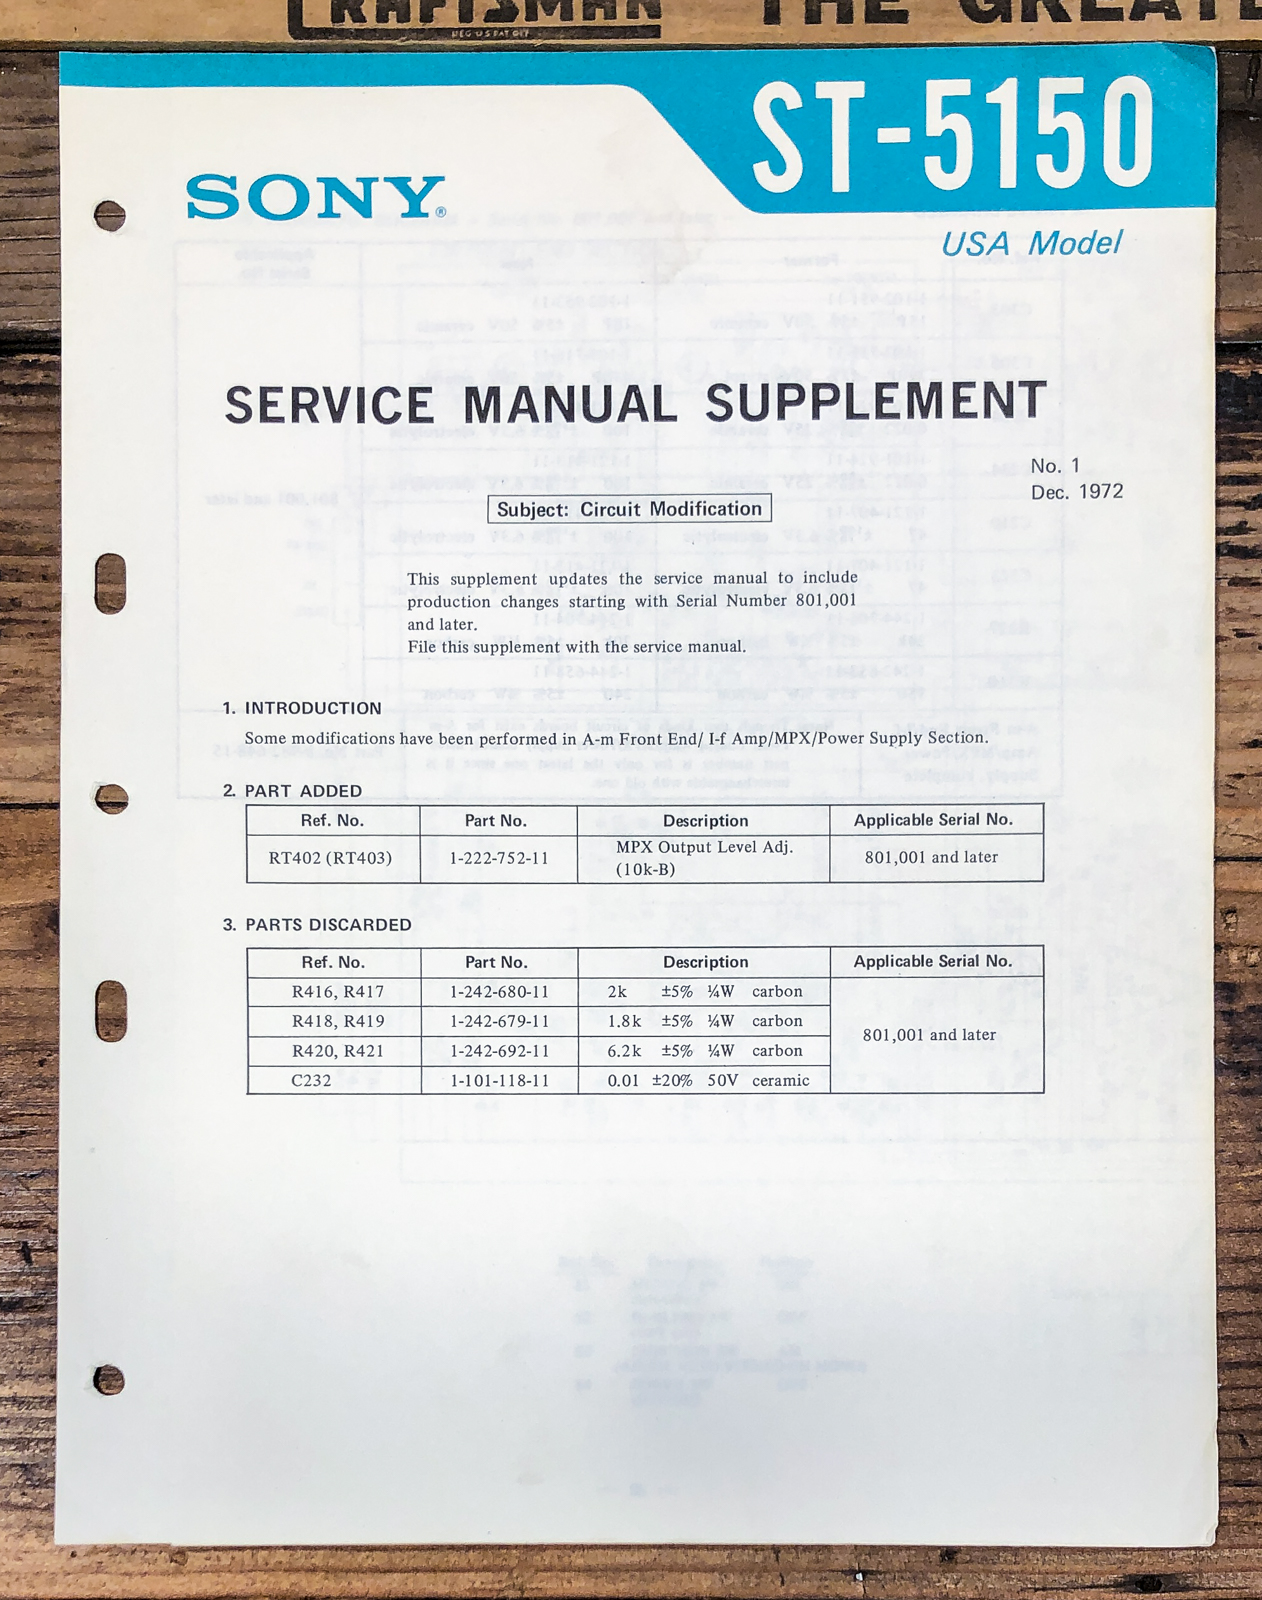 CRAFTSMAN THE GREATE
REG US PAT OFF
ST-5150
SONY®
USA Model
SERVICE MANUAL SUPPLEMENT
No. 1
Dec. 1972
Subject: Circuit Modification
This supplement updates the service manual to include
production changes starting with Serial Number 801,001
and later.
File this supplement with the service manual.
1. INTRODUCTION
Some modifications have been performed in A-m Front End/ I-f Amp/MPX/Power Supply Section.
2. PART ADDED
Ref. No. Part No. Description Applicable Serial No.
RT402 (RT403) 1-222-752-11 MPX Output Level Adj. (10k-B) 801,001 and later
3. PARTS DISCARDED
Ref. No. Part No. Description Applicable Serial No.
R416, R417 1-242-680-11 2k ±5% ¼W carbon
R418, R419 1-242-679-11 1.8k ±5% ¼W carbon
801,001 and later
R420, R421 1-242-692-11 6.2k ±5% ¼W carbon
C232 1-101-118-11 0.01 ±20% 50V ceramic